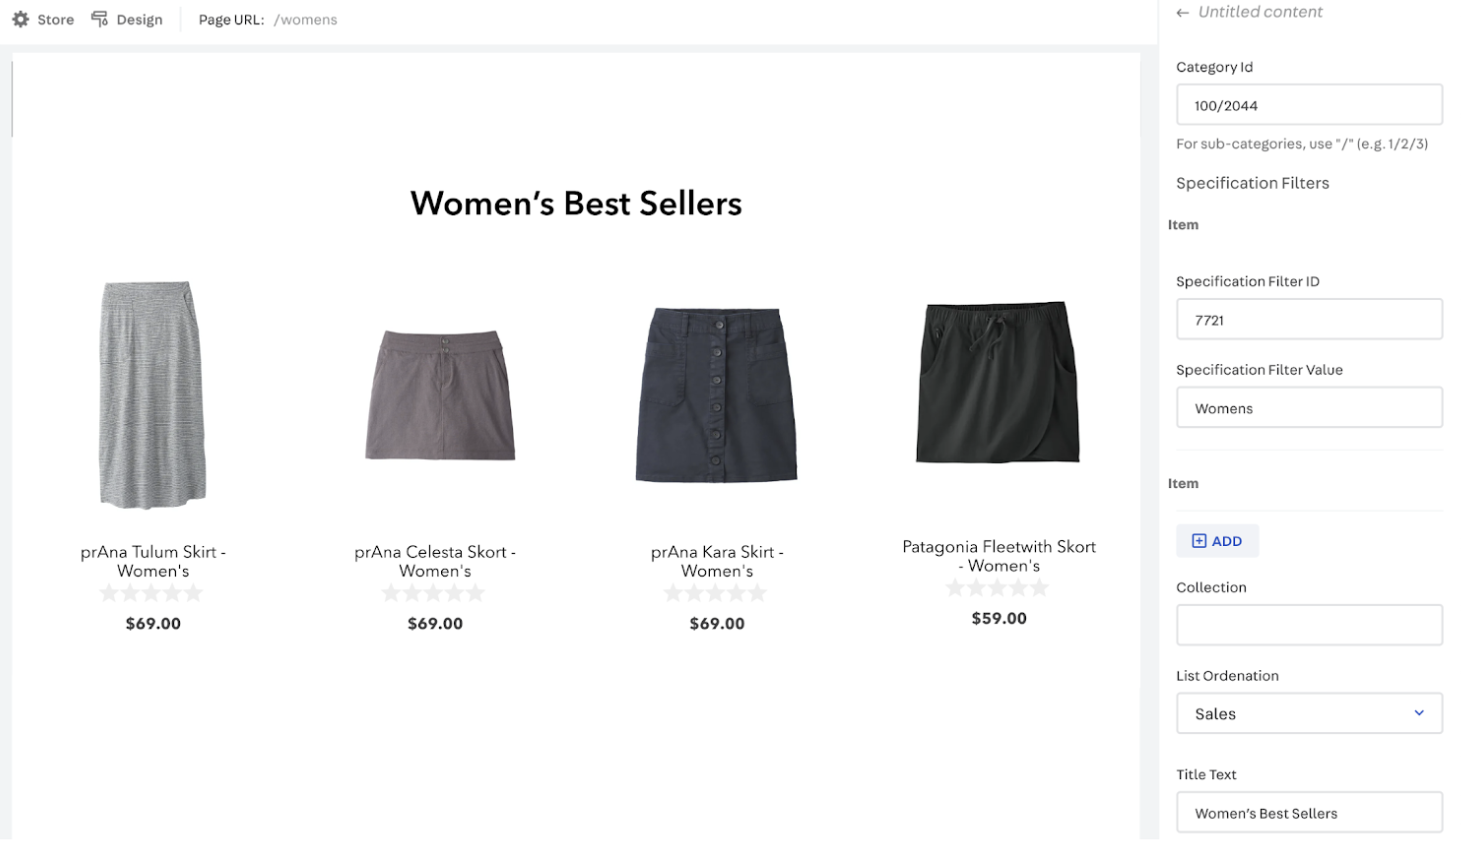 Store Design Page URL: /womens
← Untitled content
Category Id
100/2044
For sub-categories, use "/" (e.g. 1/2/3)
Specification Filters
Item
Specification Filter ID
7721
Specification Filter Value
Womens
Item
ADD
Collection
List Ordenation
Sales
Title Text
Women’s Best Sellers
Women’s Best Sellers
prAna Tulum Skirt -
Women's
$69.00
prAna Celesta Skort -
Women's
$69.00
prAna Kara Skirt -
Women's
$69.00
Patagonia Fleetwith Skort
- Women's
$59.00